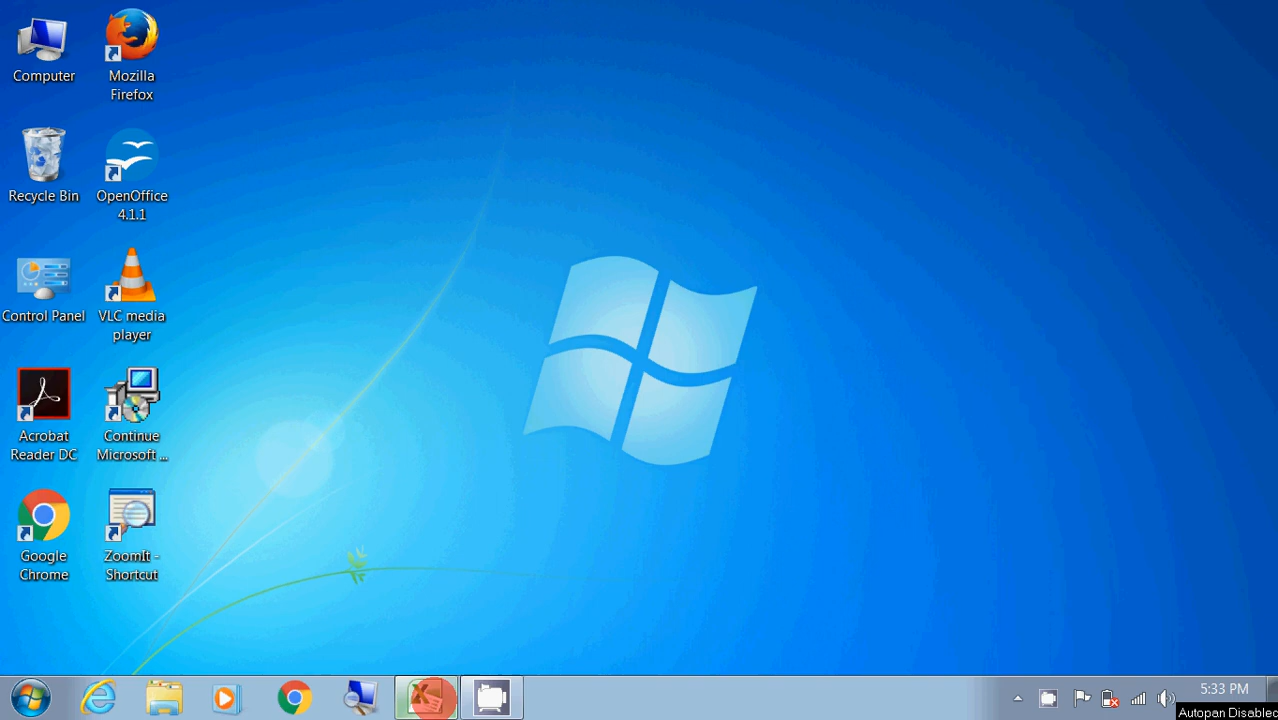 Computer
Mozilla
Firefox
Recycle Bin
OpenOffice
4.1.1
Control Panel
VLC media
player
Acrobat
Reader DC
Continue
Microsoft ...
Google
Chrome
ZoomIt -
Shortcut
5:33 PM
Autopan Disabled